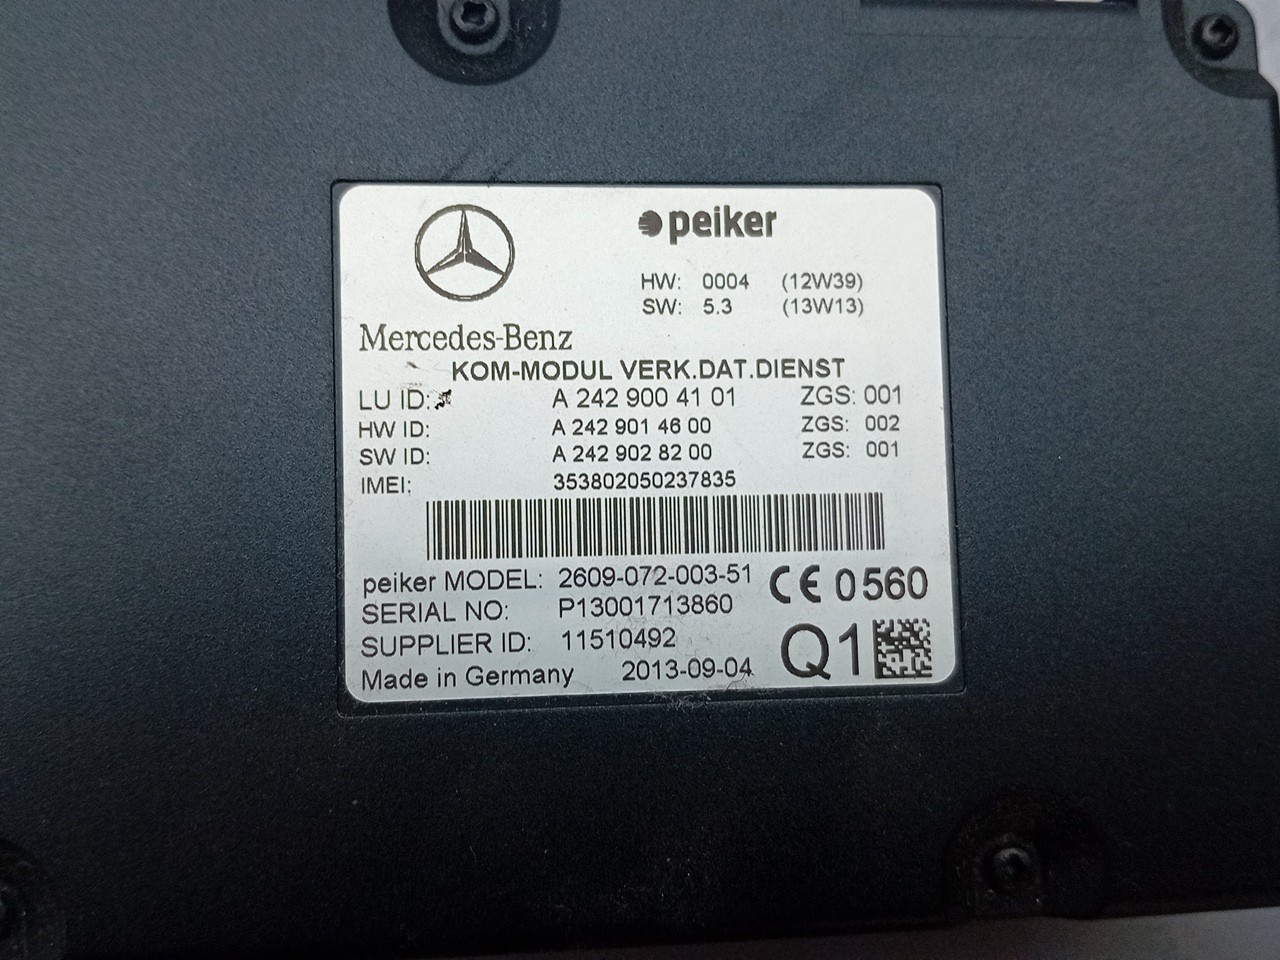 peiker
HW: 0004 (12W39)
SW: 5.3 (13W13)
Mercedes-Benz
KOM-MODUL VERK.DAT.DIENST
LU ID: A 242 900 41 01 ZGS: 001
HW ID: A 242 901 46 00 ZGS: 002
SW ID: A 242 902 82 00 ZGS: 001
IMEI: 353802050237835
peiker MODEL: 2609-072-003-51 CE 0560
SERIAL NO: P13001713860
SUPPLIER ID: 11510492 Q1
Made in Germany 2013-09-04